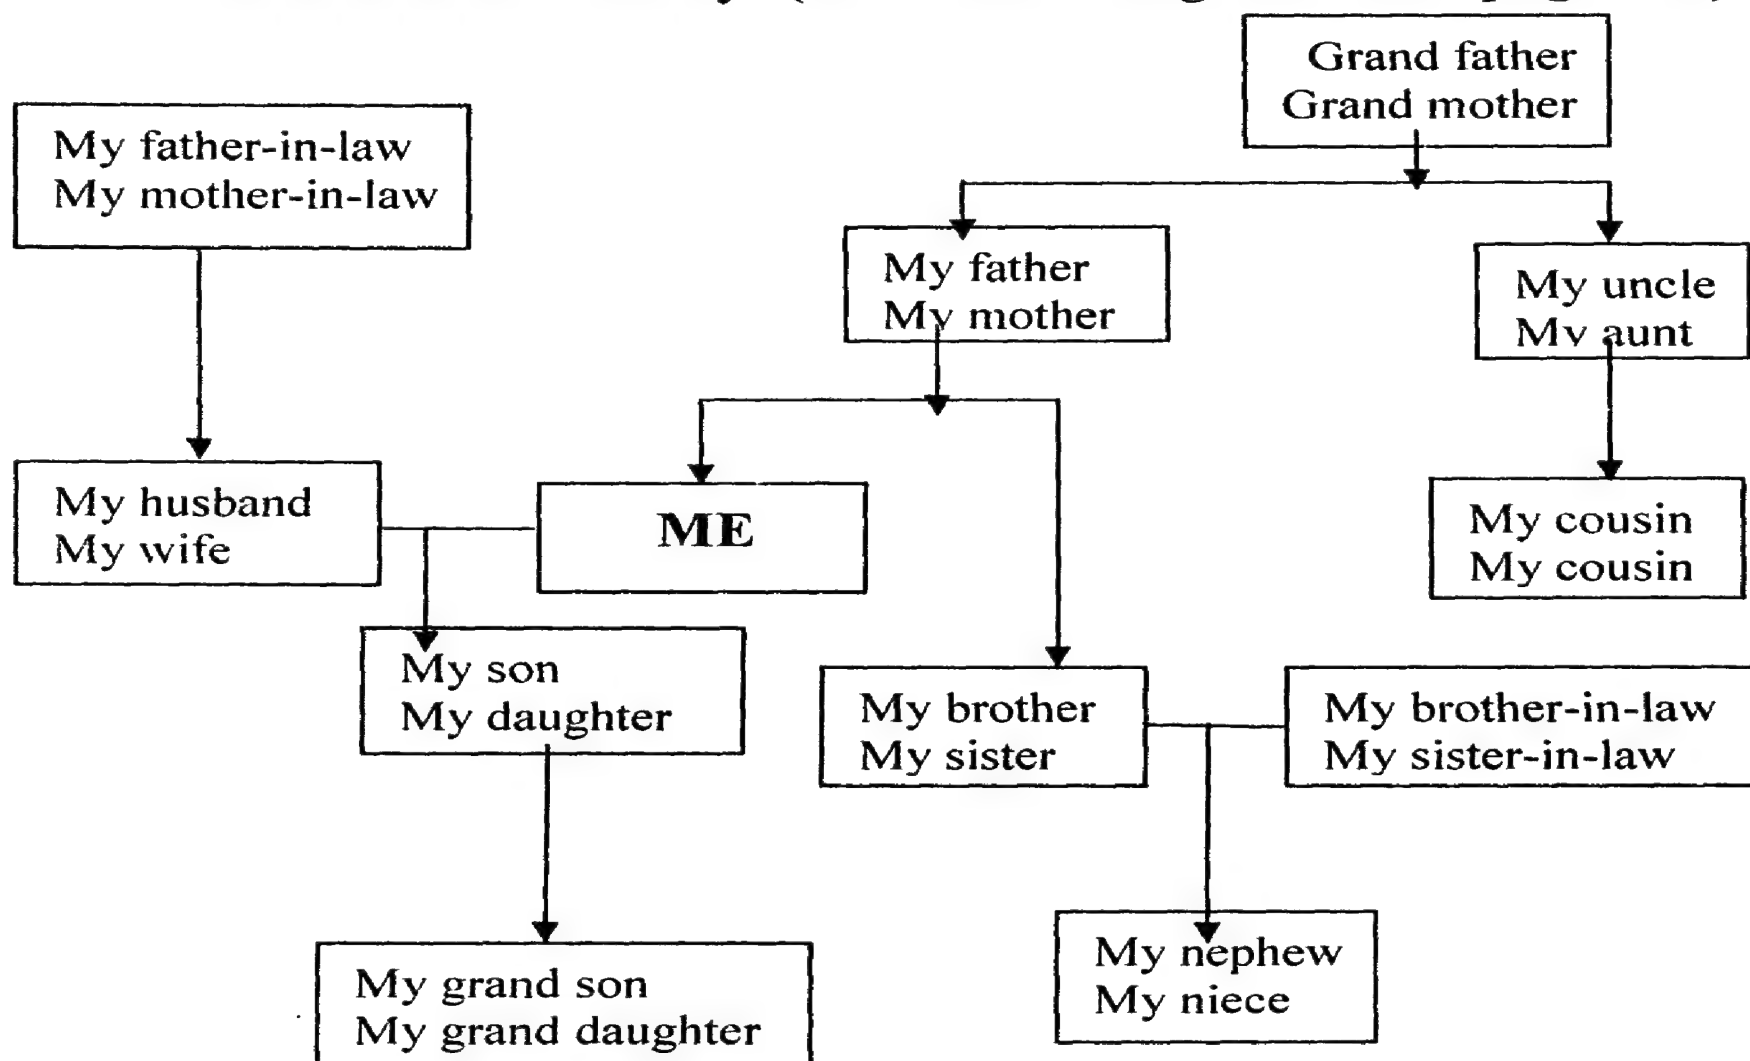 Grand father
Grand mother
My father-in-law
My mother-in-law
My father
My mother
My uncle
My aunt
My husband
My wife
ME
My cousin
My cousin
My son
My daughter
My brother
My sister
My brother-in-law
My sister-in-law
My nephew
My niece
My grand son
My grand daughter